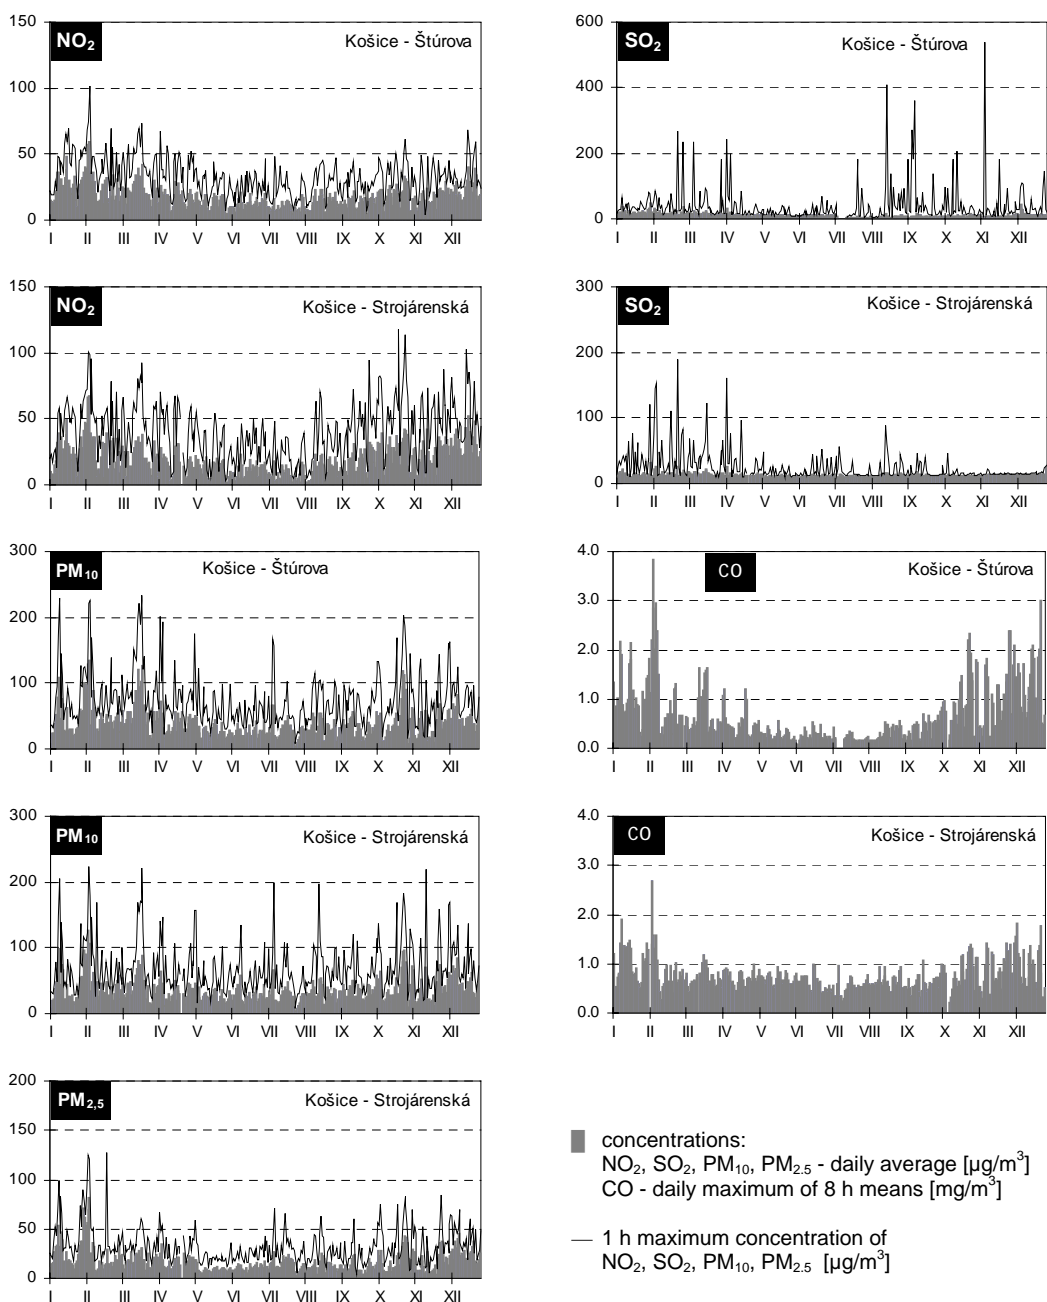 NO₂ Košice - Štúrova
150
100
50
0
I II III IV V VI VII VIII IX X XI XII
SO₂ Košice - Štúrova
600
400
200
0
I II III IV V VI VII VIII IX X XI XII
NO₂ Košice - Strojárenská
150
100
50
0
I II III IV V VI VII VIII IX X XI XII
SO₂ Košice - Strojárenská
300
200
100
0
I II III IV V VI VII VIII IX X XI XII
PM₁₀ Košice - Štúrova
300
200
100
0
I II III IV V VI VII VIII IX X XI XII
CO Košice - Štúrova
4.0
3.0
2.0
1.0
0.0
I II III IV V VI VII VIII IX X XI XII
PM₁₀ Košice - Strojárenská
300
200
100
0
I II III IV V VI VII VIII IX X XI XII
CO Košice - Strojárenská
4.0
3.0
2.0
1.0
0.0
I II III IV V VI VII VIII IX X XI XII
PM₂,₅ Košice - Strojárenská
200
150
100
50
0
I II III IV V VI VII VIII IX X XI XII
concentrations:
NO₂, SO₂, PM₁₀, PM₂.₅ - daily average [µg/m³]
CO - daily maximum of 8 h means [mg/m³]
1 h maximum concentration of
NO₂, SO₂, PM₁₀, PM₂.₅ [µg/m³]